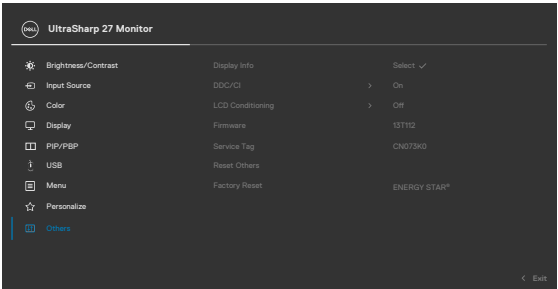 DELL UltraSharp 27 Monitor
Brightness/Contrast Display Info Select ✓
Input Source DDC/CI > On
Color LCD Conditioning > Off
Display Firmware 13T112
PIP/PBP Service Tag CN073K0
USB Reset Others
Menu Factory Reset ENERGY STAR®
Personalize
Others
< Exit